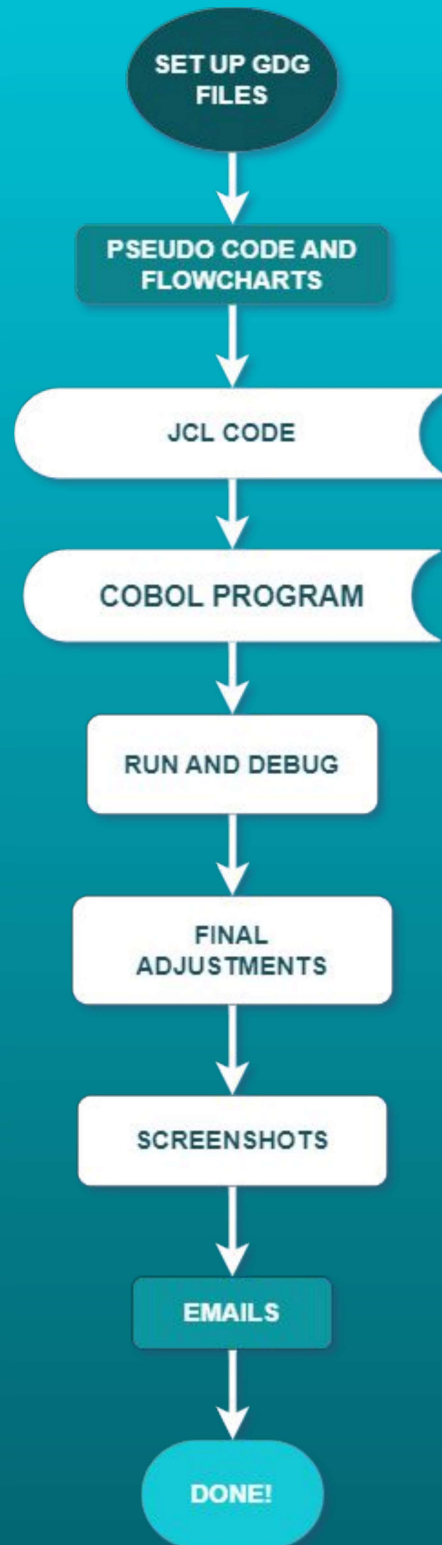 SET UP GDG
FILES
PSEUDO CODE AND
FLOWCHARTS
JCL CODE
COBOL PROGRAM
RUN AND DEBUG
FINAL
ADJUSTMENTS
SCREENSHOTS
EMAILS
DONE!